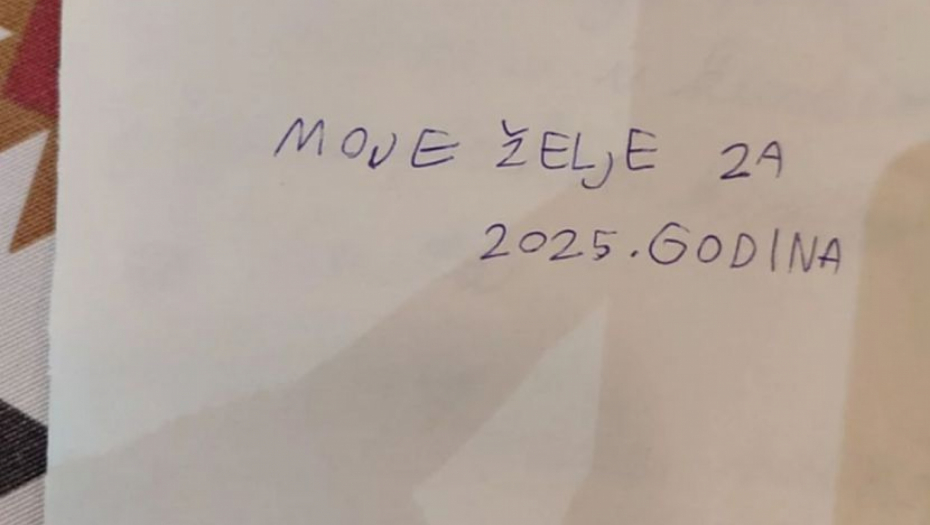 MOJE ŽELJE ZA
2025. GODINA